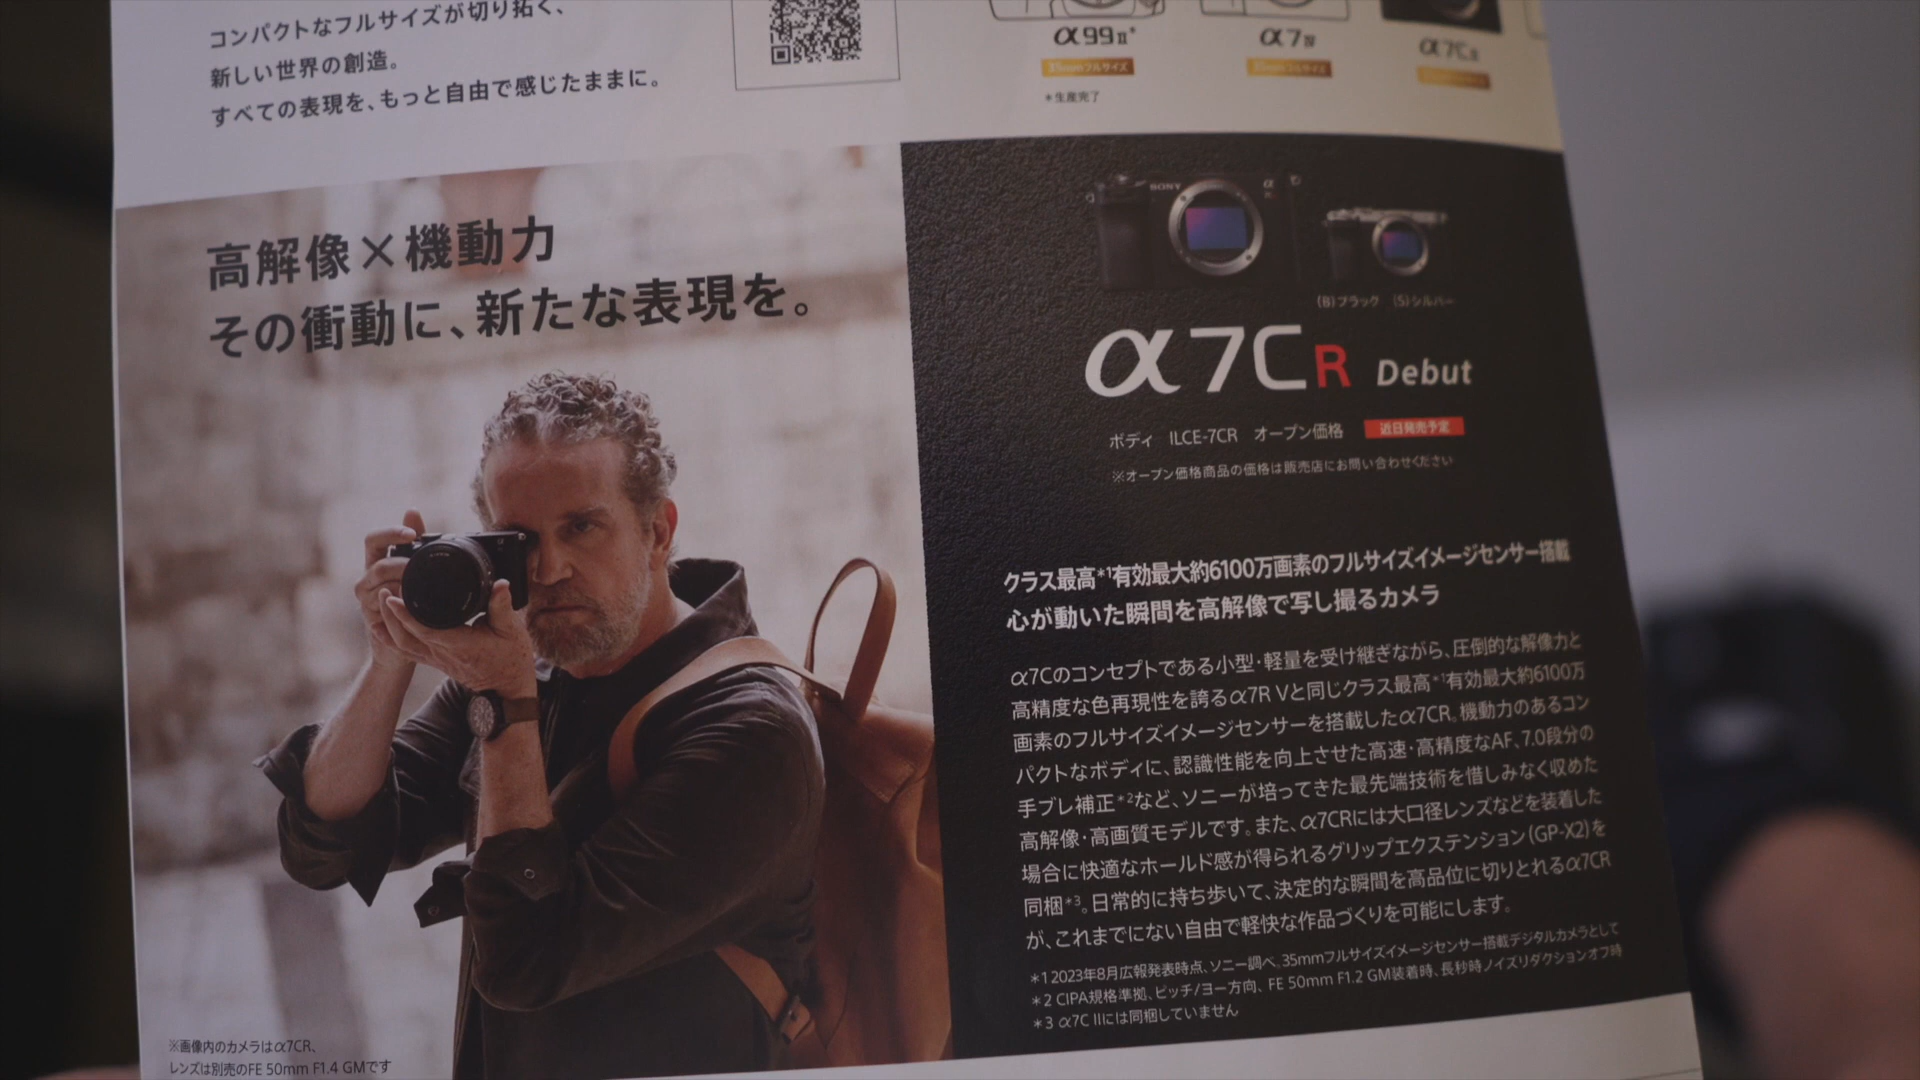 コンパクトなフルサイズが切り拓く、
新しい世界の創造。
すべての表現を、もっと自由で感じたままに。
α99 II*
35mmフルサイズ
*生産完了
α7 IV
35mmフルサイズ
α7C II
高解像×機動力
その衝動に、新たな表現を。
※画像内のカメラはα7CR、
レンズは別売のFE 50mm F1.4 GMです
SONY α
(B)ブラック (S)シルバー
α7CR Debut
ボディ ILCE-7CR オープン価格 近日発売予定
※オープン価格商品の価格は販売店にお問い合わせください
クラス最高*1有効最大約6100万画素のフルサイズイメージセンサー搭載
心が動いた瞬間を高解像で写し撮るカメラ
α7Cのコンセプトである小型・軽量を受け継ぎながら、圧倒的な解像力と
高精度な色再現性を誇るα7R Vと同じクラス最高*1有効最大約6100万
画素のフルサイズイメージセンサーを搭載したα7CR。機動力のあるコン
パクトなボディに、認識性能を向上させた高速・高精度なAF、7.0段分の
手ブレ補正*2など、ソニーが培ってきた最先端技術を惜しみなく収めた
高解像・高画質モデルです。また、α7CRには大口径レンズなどを装着した
場合に快適なホールド感が得られるグリップエクステンション(GP-X2)を
同梱*3。日常的に持ち歩いて、決定的な瞬間を高品位に切りとれるα7CR
が、これまでにない自由で軽快な作品づくりを可能にします。
*1 2023年8月広報発表時点、ソニー調べ、35mmフルサイズイメージセンサー搭載デジタルカメラとして
*2 CIPA規格準拠、ピッチ/ヨー方向、FE 50mm F1.2 GM装着時、長秒時ノイズリダクションオフ時
*3 α7C IIには同梱していません